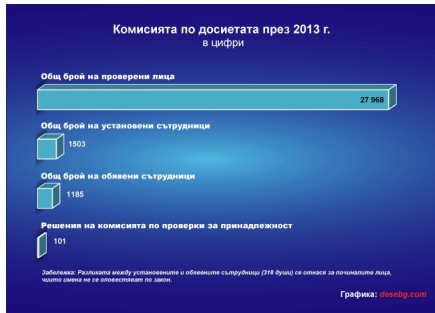 Комисията по досиетата през 2013 г.
в цифри
Общ брой на проверени лица
27 968
Общ брой на установени сътрудници
1503
Общ брой на обявени сътрудници
1185
Решения на комисията по проверки за принадлежност
101
Забележка: Разликата между установените и обявените сътрудници (318 души) се отнася за починалите лица,
чиито имена не се оповестяват по закон.
Графика: desebg.com